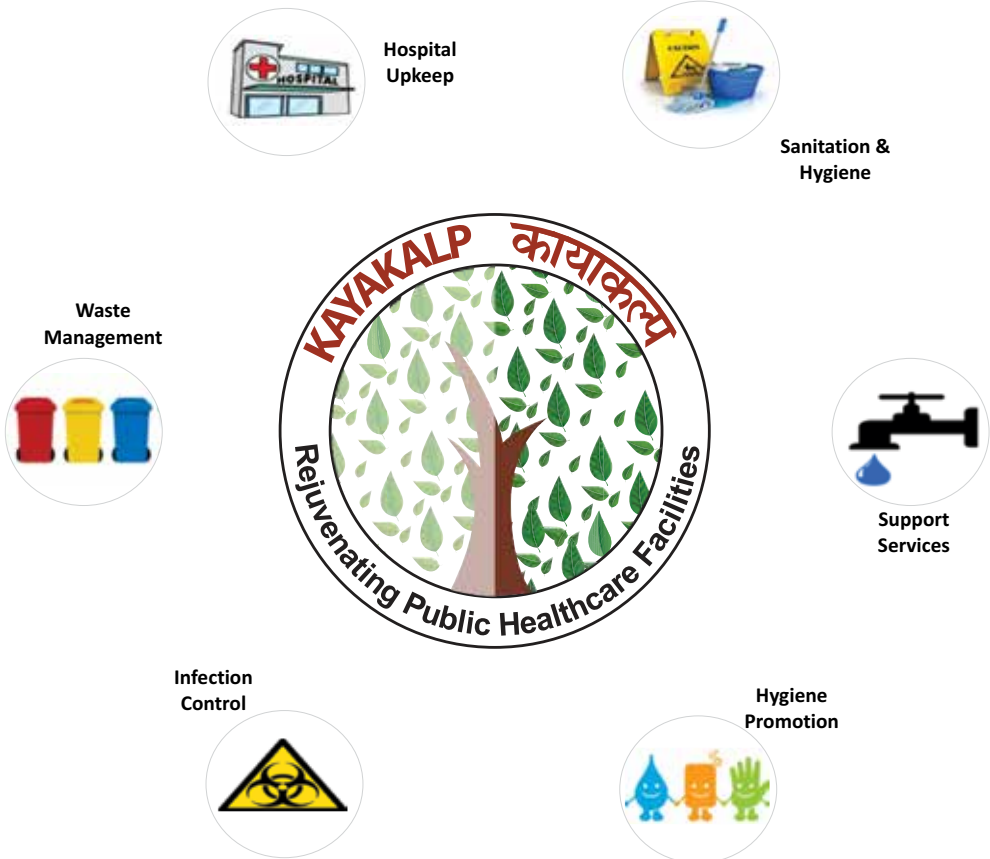 Hospital
Upkeep
HOSPITAL
Sanitation &
Hygiene
KAYAKALP कायाकल्प
Rejuvenating Public Healthcare Facilities
Waste
Management
Support
Services
Infection
Control
Hygiene
Promotion